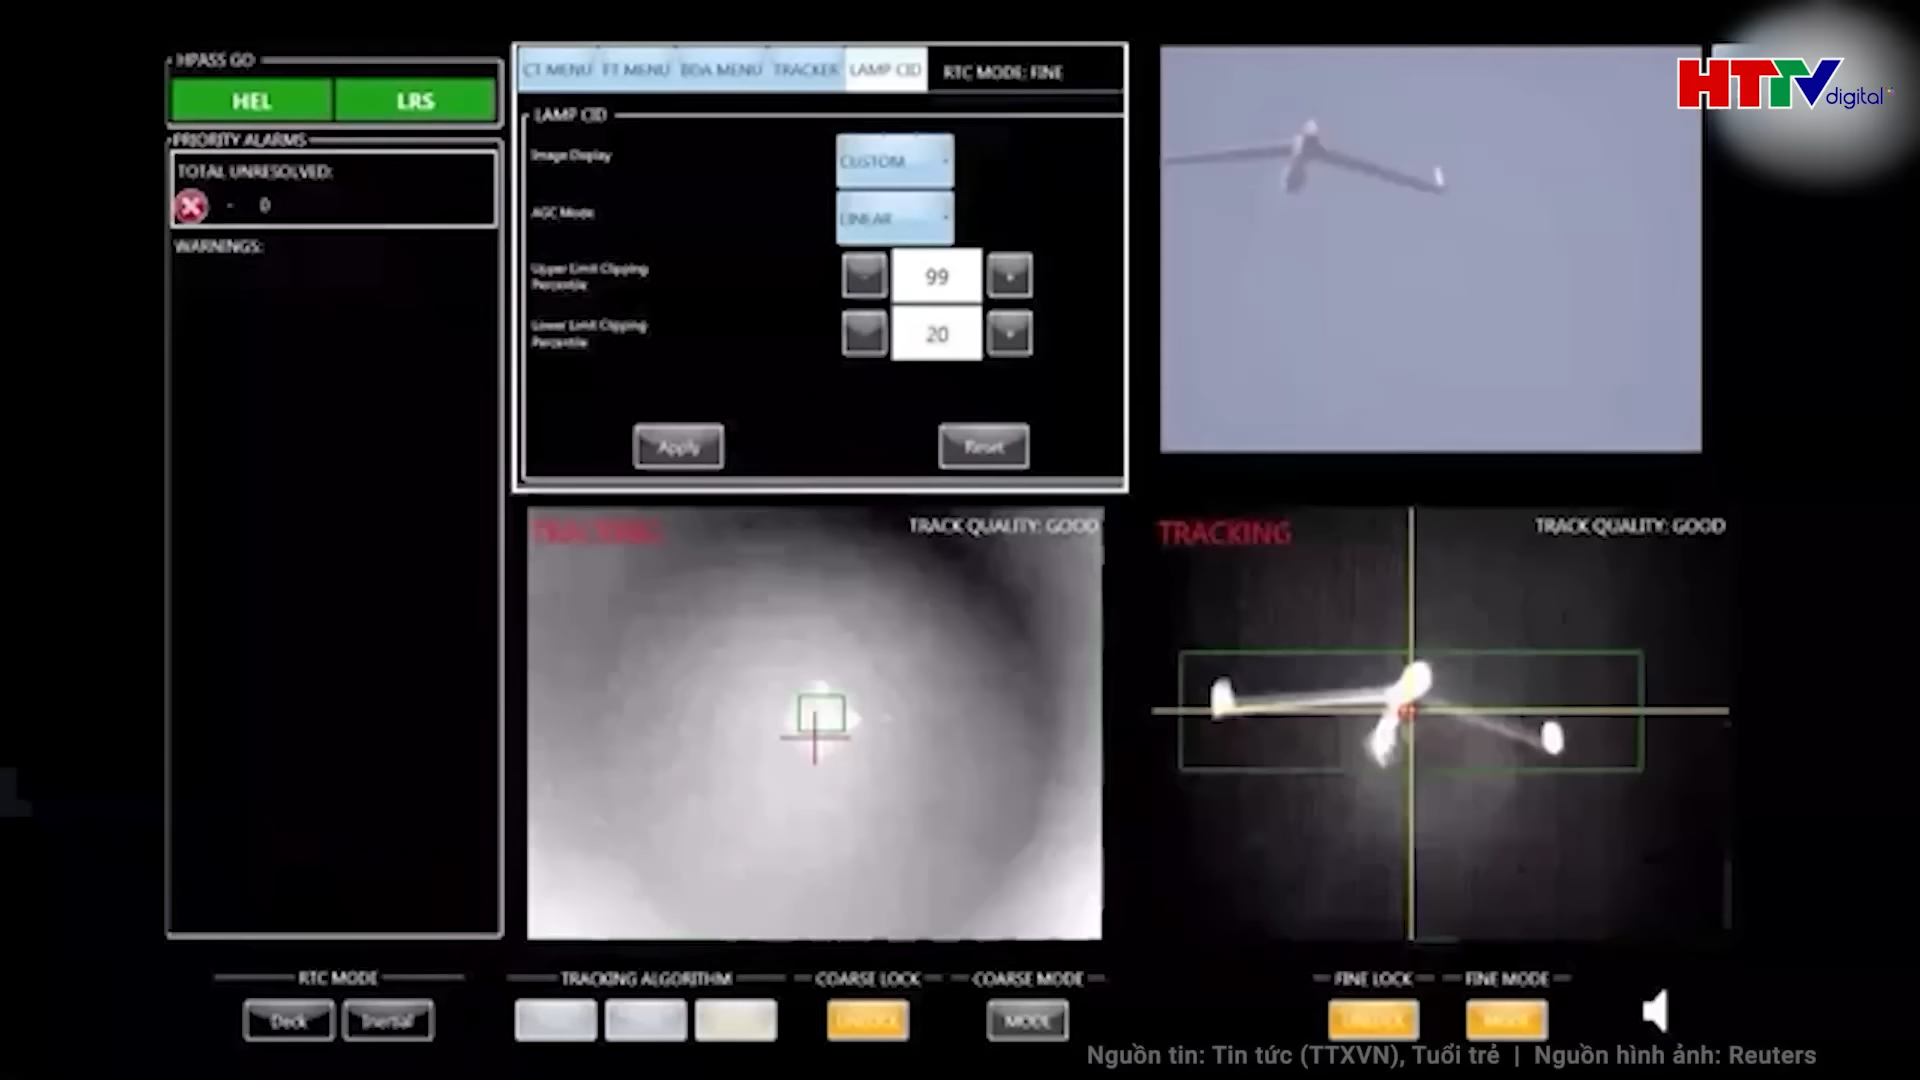 HPASS GO
HEL
LRS
PRIORITY ALARMS
TOTAL UNRESOLVED:
- 0
WARNINGS:
CT MENU
FT MENU
BDA MENU
TRACKER
LAMP CID
RTC MODE: FINE
LAMP CID
Image Display
CUSTOM
AGC Mode
LINEAR
Upper Limit Clipping
Percentile
-
99
+
Lower Limit Clipping
Percentile
20
+
Apply
Reset
HTTV
digital
TRACKING
TRACK QUALITY: GOOD
TRACKING
TRACK QUALITY: GOOD
RTC MODE
Deck
Inertial
TRACKING ALGORITHM
COARSE LOCK
COARSE MODE
MODE
FINE LOCK
FINE MODE
Nguồn tin: Tin tức (TTXVN), Tuổi trẻ | Nguồn hình ảnh: Reuters